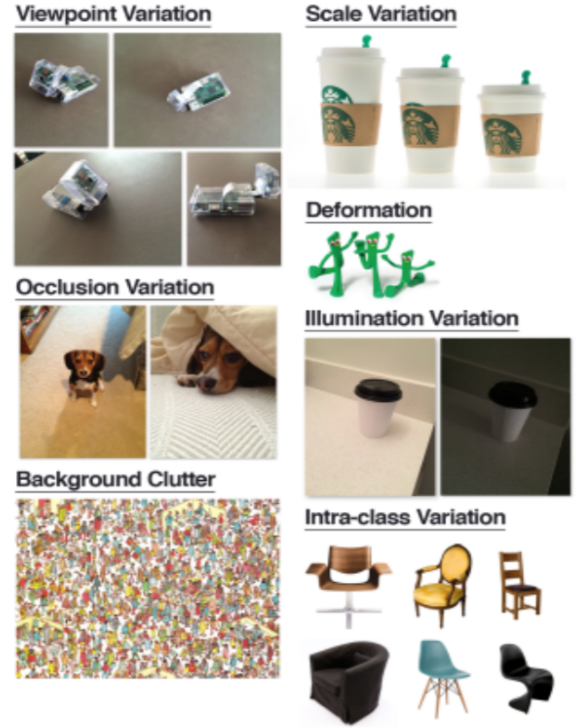 Viewpoint Variation
Scale Variation
Deformation
Occlusion Variation
Illumination Variation
Background Clutter
Intra-class Variation